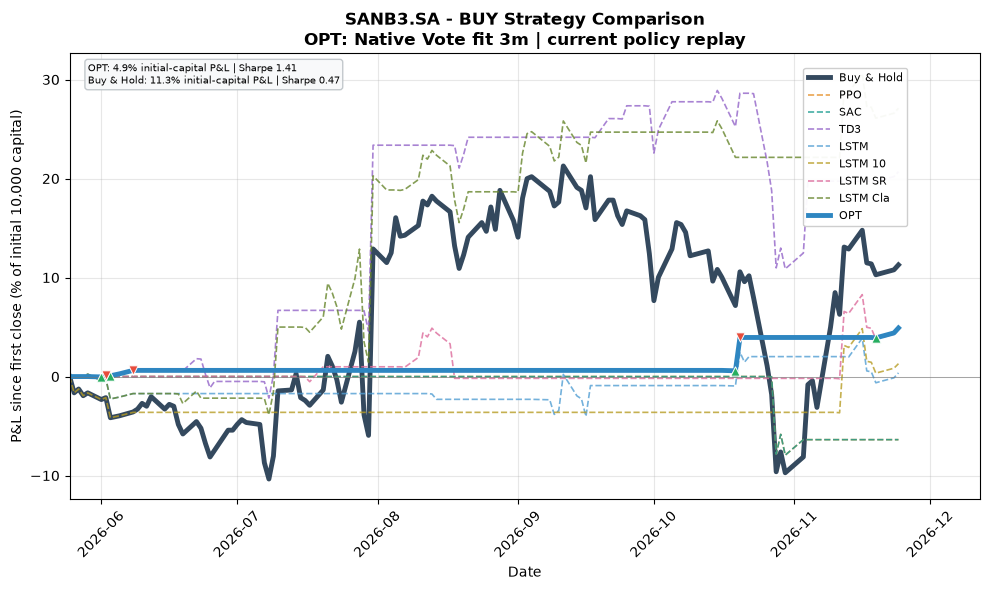 SANB3.SA - BUY Strategy Comparison
OPT: Native Vote fit 3m | current policy replay
OPT: 4.9% initial-capital P&L | Sharpe 1.41
Buy & Hold: 11.3% initial-capital P&L | Sharpe 0.47
Buy & Hold
PPO
SAC
TD3
LSTM
LSTM 10
LSTM SR
LSTM Cla
OPT
P&L since first close (% of initial 10,000 capital)
30
20
10
0
−10
2026-06
2026-07
2026-08
2026-09
2026-10
2026-11
2026-12
Date